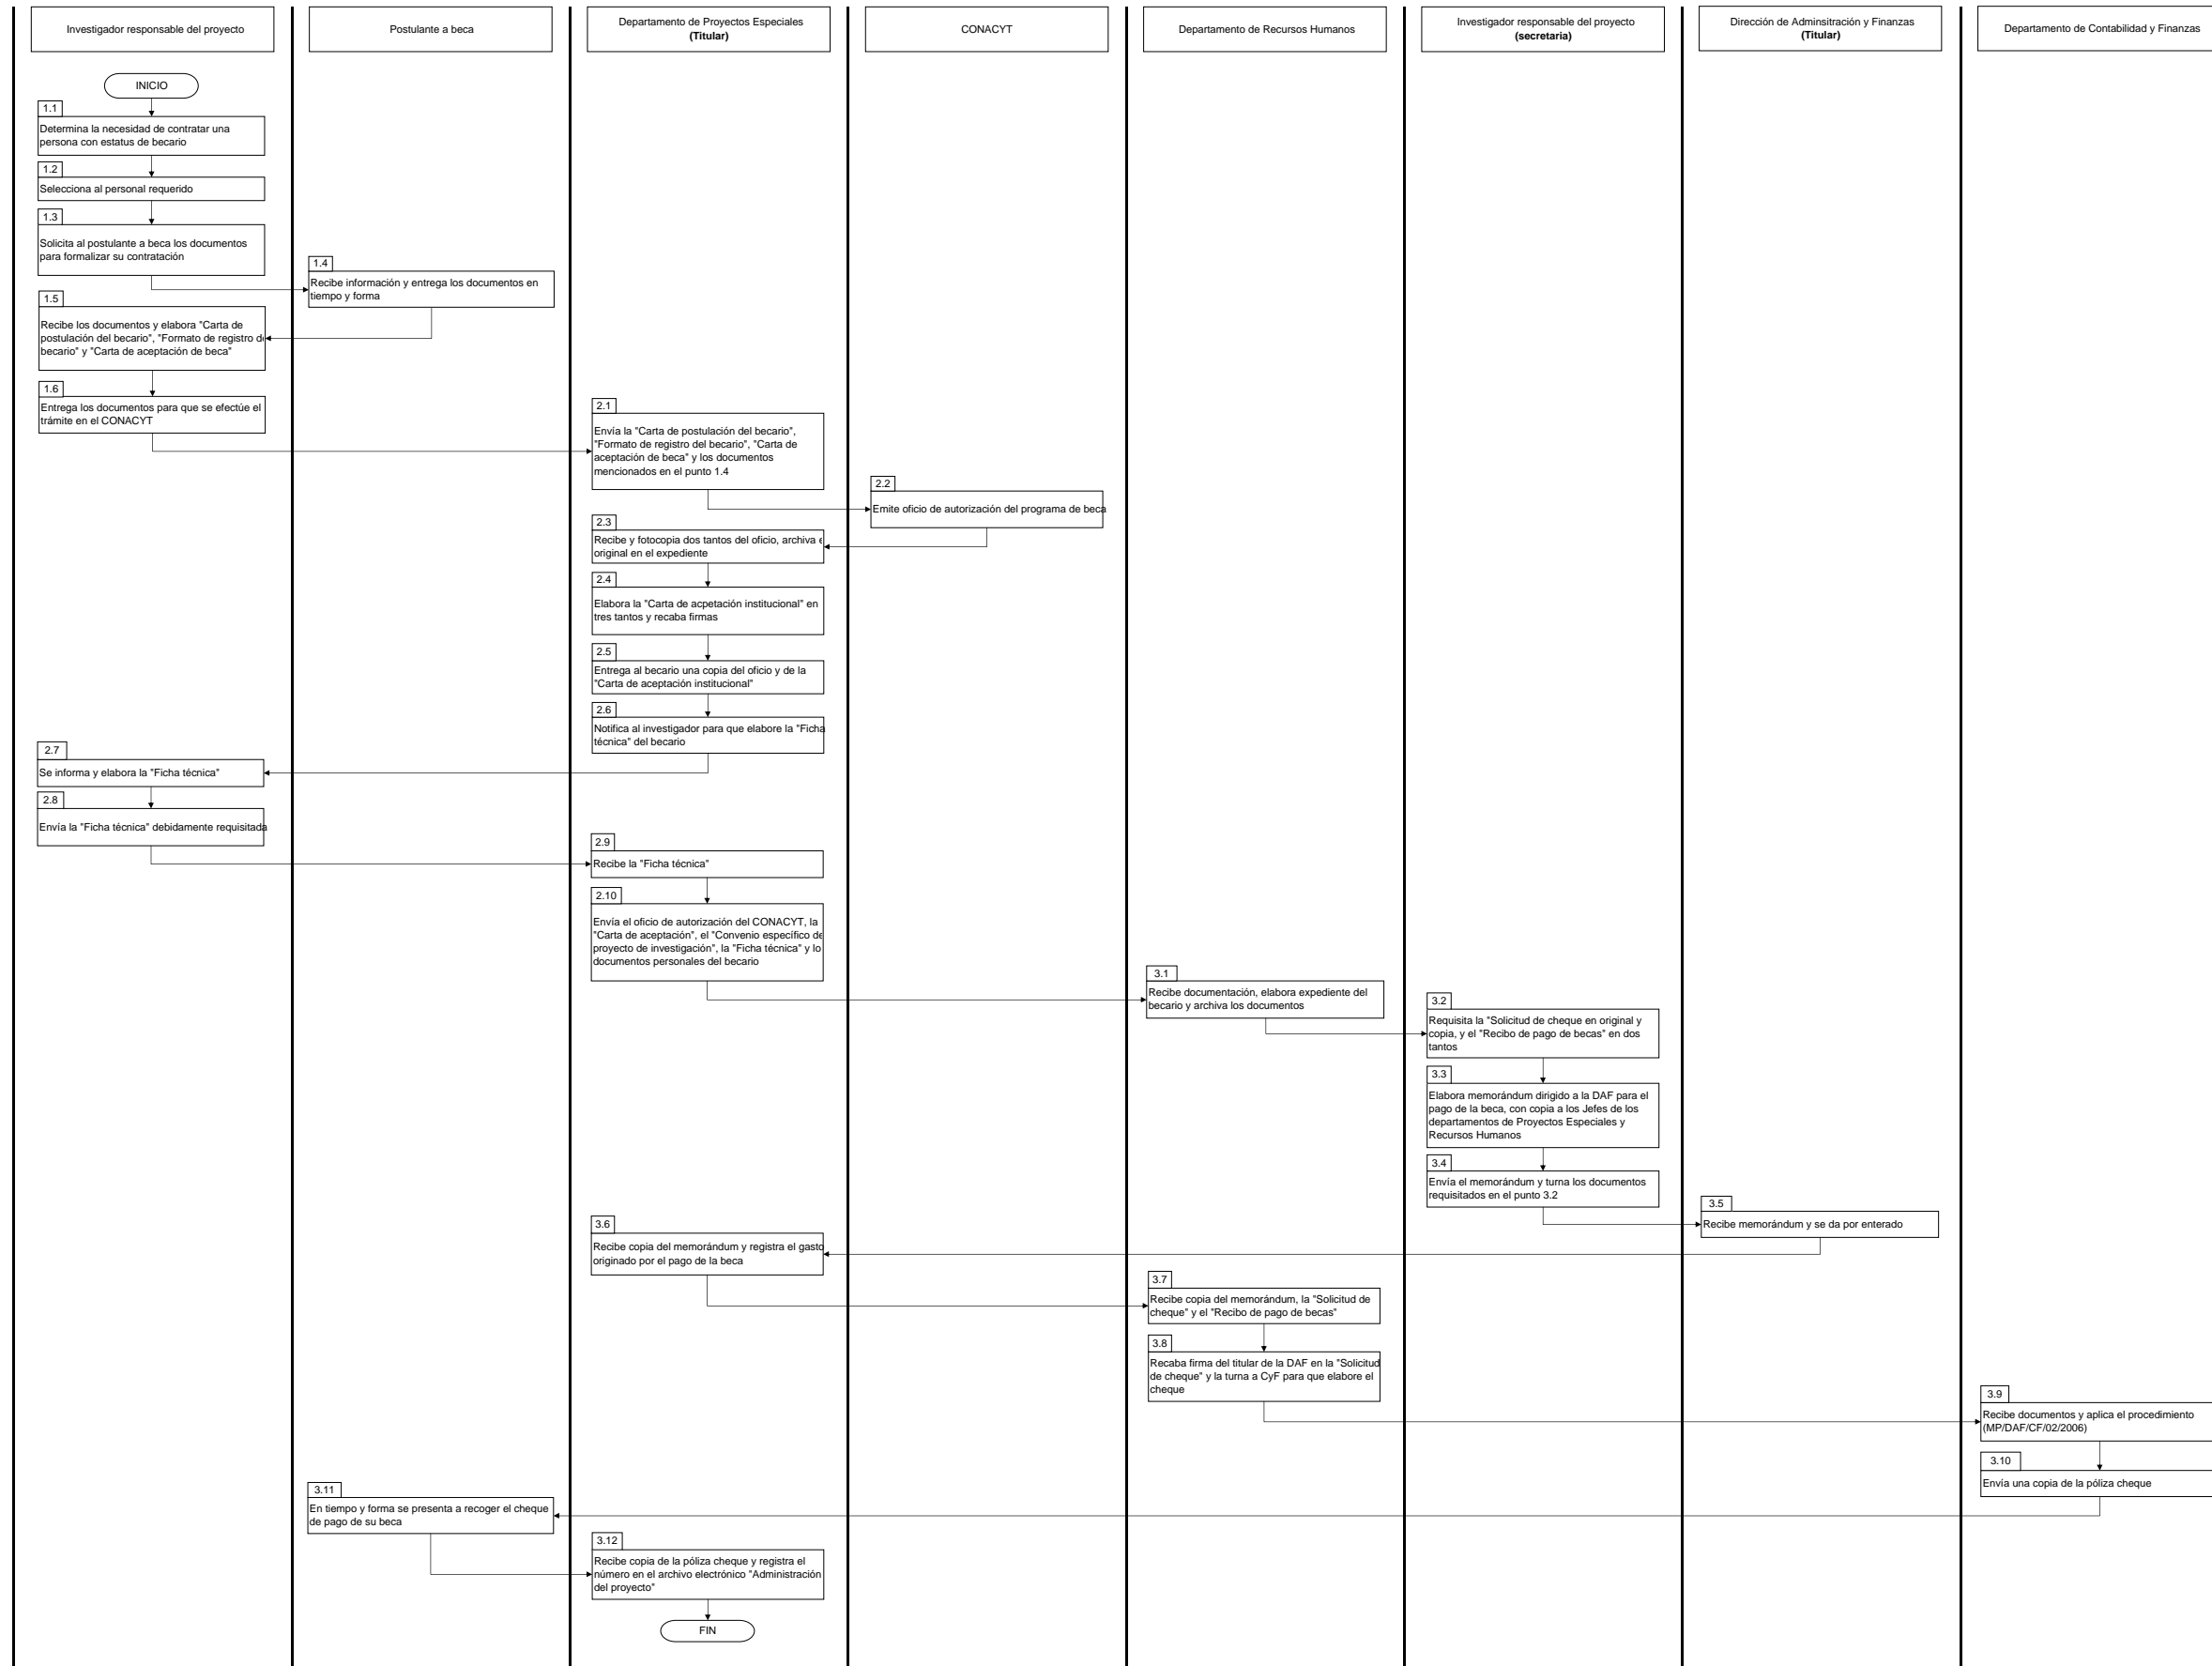 Investigador responsable del proyecto
Postulante a beca
Departamento de Proyectos Especiales
(Titular)
CONACYT
Departamento de Recursos Humanos
Investigador responsable del proyecto
(secretaria)
Dirección de Adminsitración y Finanzas
(Titular)
Departamento de Contabilidad y Finanzas
INICIO
1.1
Determina la necesidad de contratar una
persona con estatus de becario
1.2
Selecciona al personal requerido
1.3
Solicita al postulante a beca los documentos
para formalizar su contratación
1.4
Recibe información y entrega los documentos en
tiempo y forma
1.5
Recibe los documentos y elabora "Carta de
postulación del becario", "Formato de registro de
becario" y "Carta de aceptación de beca"
1.6
Entrega los documentos para que se efectúe el
trámite en el CONACYT
2.1
Envía la "Carta de postulación del becario",
"Formato de registro del becario", "Carta de
aceptación de beca" y los documentos
mencionados en el punto 1.4
2.2
Emite oficio de autorización del programa de beca
2.3
Recibe y fotocopia dos tantos del oficio, archiva e
original en el expediente
2.4
Elabora la "Carta de acpetación institucional" en
tres tantos y recaba firmas
2.5
Entrega al becario una copia del oficio y de la
"Carta de aceptación institucional"
2.6
Notifica al investigador para que elabore la "Ficha
técnica" del becario
2.7
Se informa y elabora la "Ficha técnica"
2.8
Envía la "Ficha técnica" debidamente requisitada
2.9
Recibe la "Ficha técnica"
2.10
Envía el oficio de autorización del CONACYT, la
"Carta de aceptación", el "Convenio específico de
proyecto de investigación", la "Ficha técnica" y lo
documentos personales del becario
3.1
Recibe documentación, elabora expediente del
becario y archiva los documentos
3.2
Requisita la "Solicitud de cheque en original y
copia, y el "Recibo de pago de becas" en dos
tantos
3.3
Elabora memorándum dirigido a la DAF para el
pago de la beca, con copia a los Jefes de los
departamentos de Proyectos Especiales y
Recursos Humanos
3.4
Envía el memorándum y turna los documentos
requisitados en el punto 3.2
3.5
Recibe memorándum y se da por enterado
3.6
Recibe copia del memorándum y registra el gasto
originado por el pago de la beca
3.7
Recibe copia del memorándum, la "Solicitud de
cheque" y el "Recibo de pago de becas"
3.8
Recaba firma del titular de la DAF en la "Solicitud
de cheque" y la turna a CyF para que elabore el
cheque
3.9
Recibe documentos y aplica el procedimiento
(MP/DAF/CF/02/2006)
3.10
Envía una copia de la póliza cheque
3.11
En tiempo y forma se presenta a recoger el cheque
de pago de su beca
3.12
Recibe copia de la póliza cheque y registra el
número en el archivo electrónico "Administración
del proyecto"
FIN